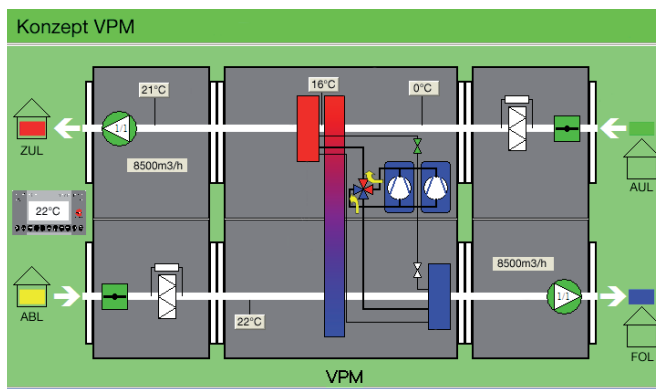 Konzept VPM
21°C
16°C
0°C
1/1
ZUL
8500m3/h
AUL
22°C
8500m3/h
1/1
ABL
22°C
FOL
VPM